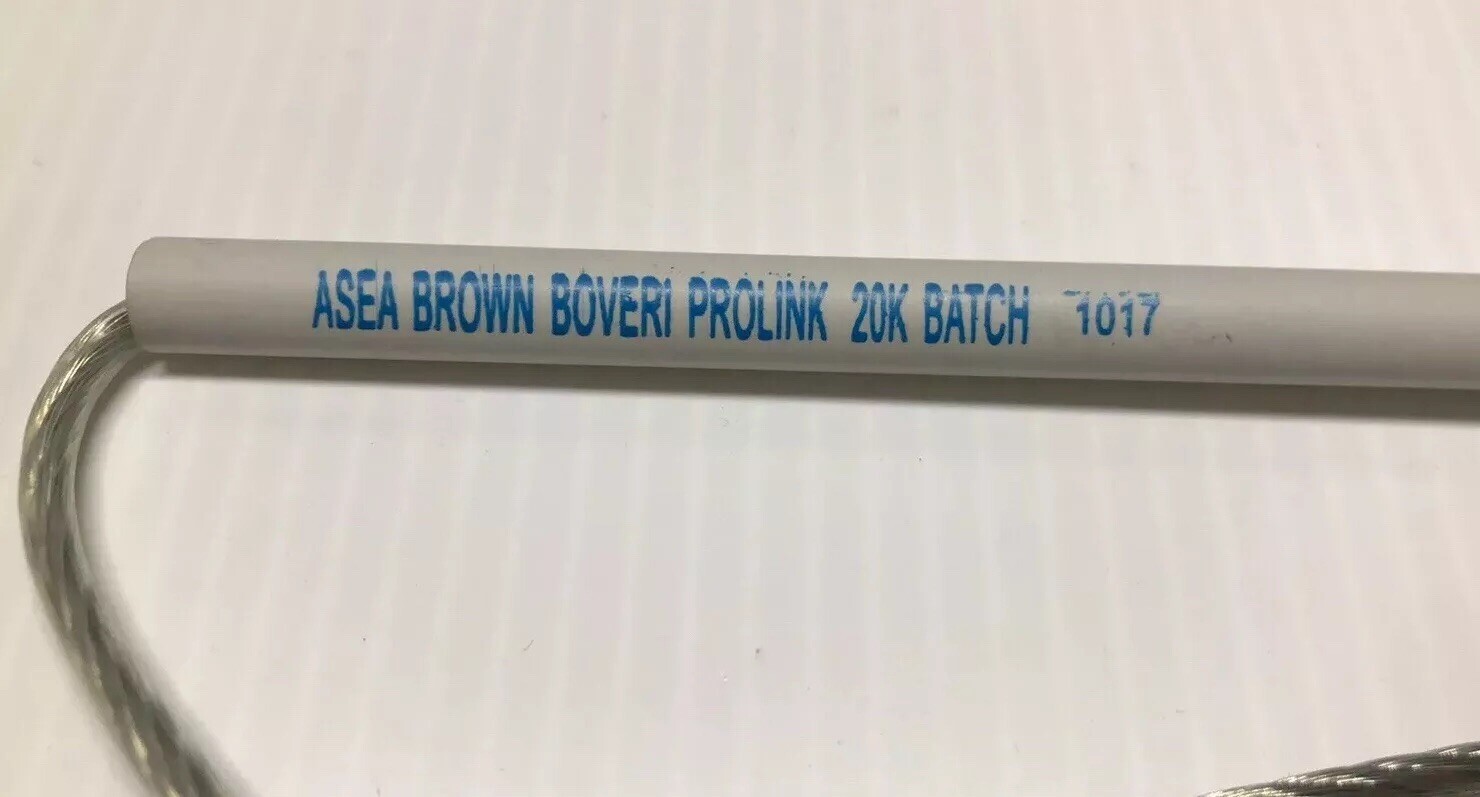 ASEA BROWN BOVERI PROLINK 20K BATCH 1017